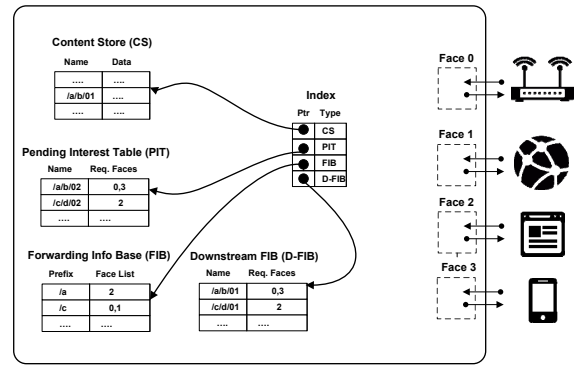 Content Store (CS)
Name Data
.... ....
/a/b/01 ....
.... ....
Index
Ptr Type
CS
PIT
FIB
D-FIB
Pending Interest Table (PIT)
Name Req. Faces
/a/b/02 0,3
/c/d/02 2
.... ....
Forwarding Info Base (FIB)
Prefix Face List
/a 2
/c 0,1
.... ....
Downstream FIB (D-FIB)
Name Req. Faces
/a/b/01 0,3
/c/d/01 2
.... ....
Face 0
Face 1
Face 2
Face 3